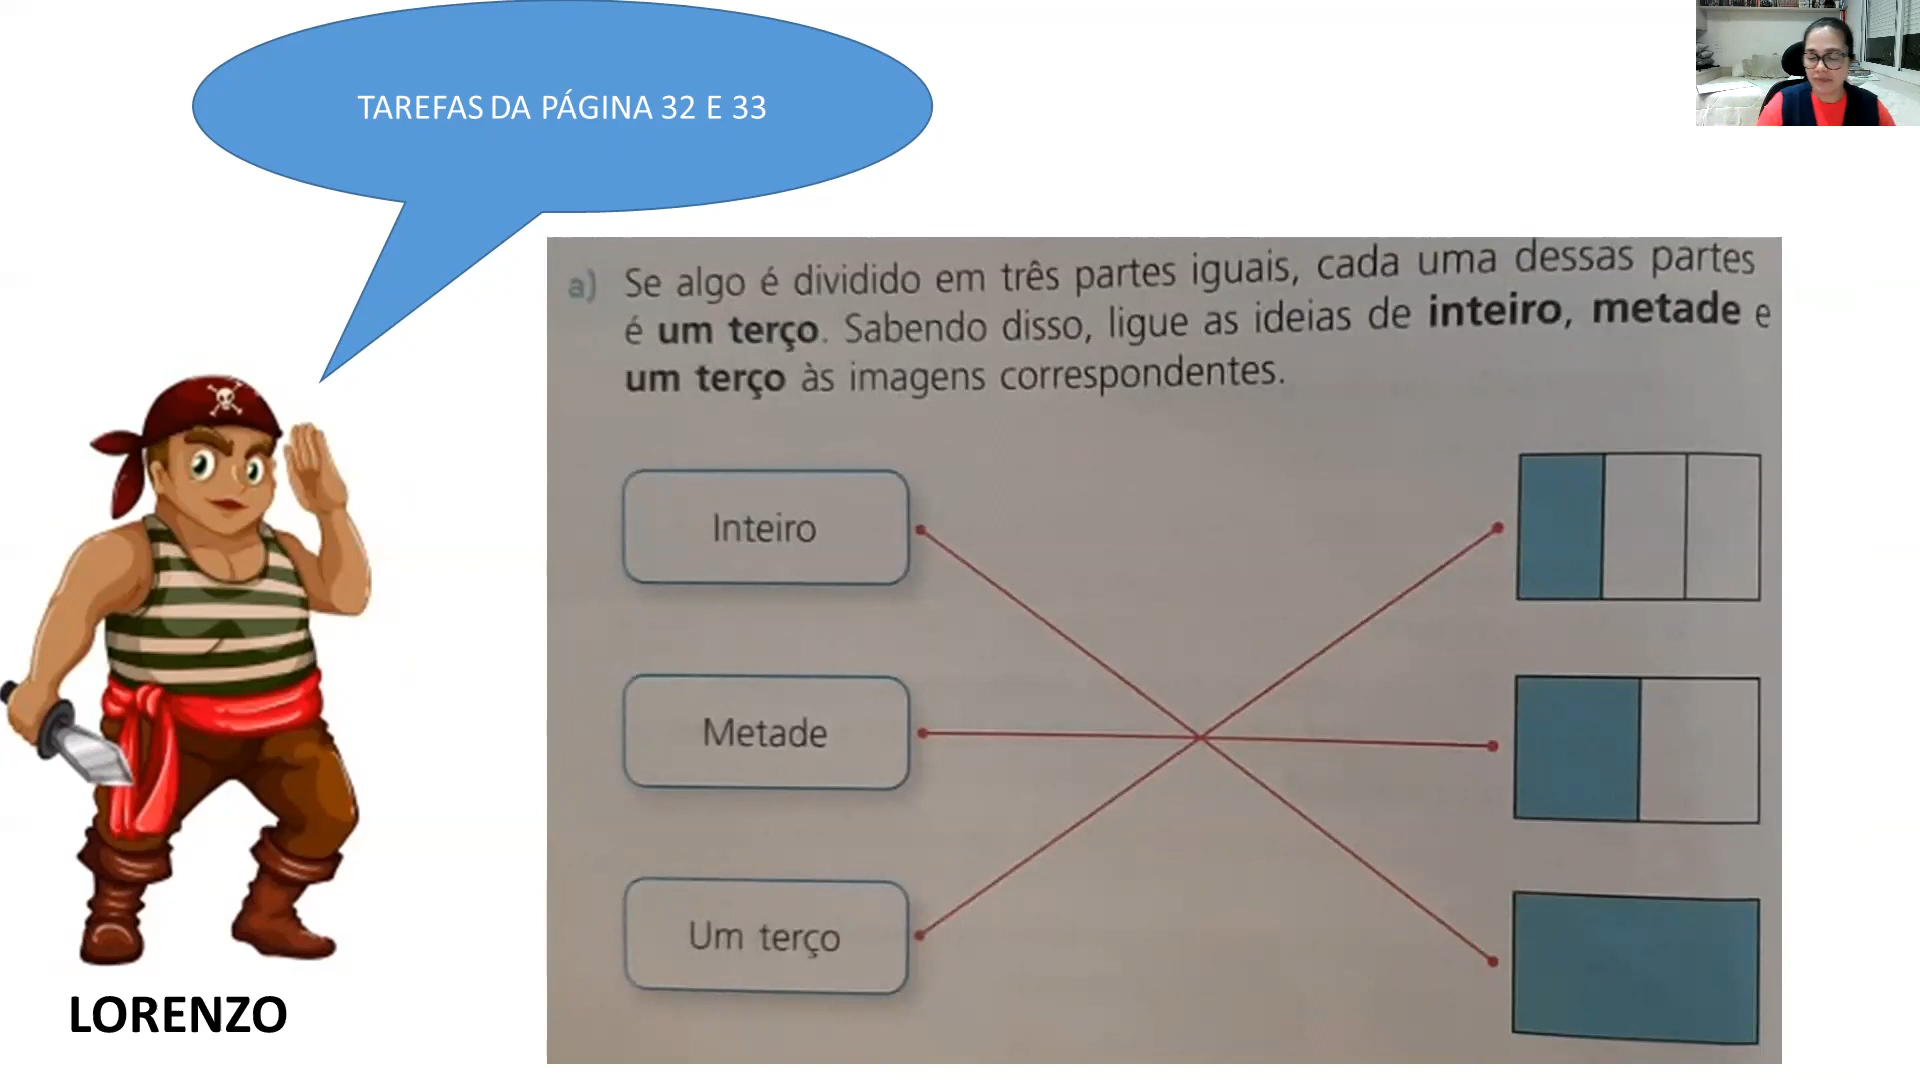 TAREFAS DA PÁGINA 32 E 33
a) Se algo é dividido em três partes iguais, cada uma dessas partes
é um terço. Sabendo disso, ligue as ideias de inteiro, metade e
um terço às imagens correspondentes.
Inteiro
Metade
Um terço
LORENZO